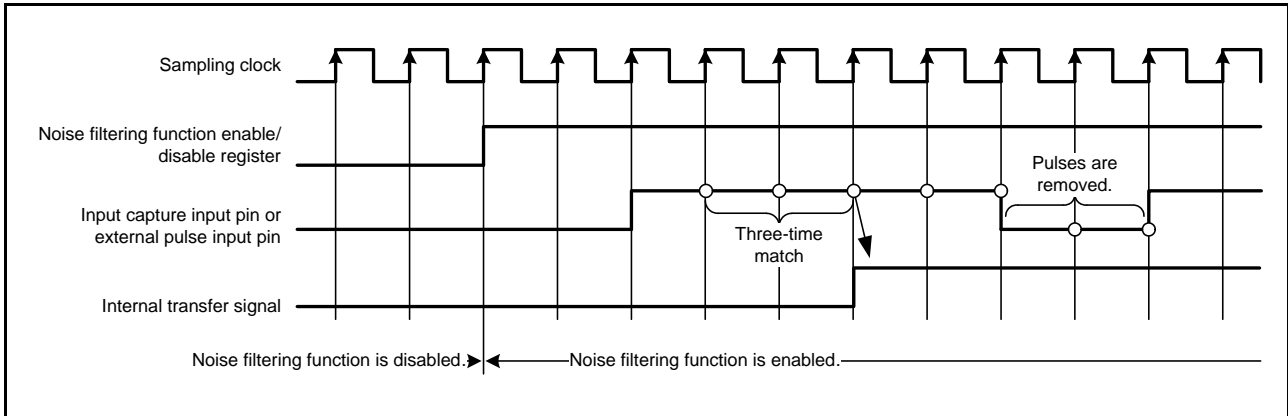 Sampling clock
Noise filtering function enable/
disable register
Pulses are
removed.
Input capture input pin or
external pulse input pin
Three-time
match
Internal transfer signal
Noise filtering function is disabled.
Noise filtering function is enabled.